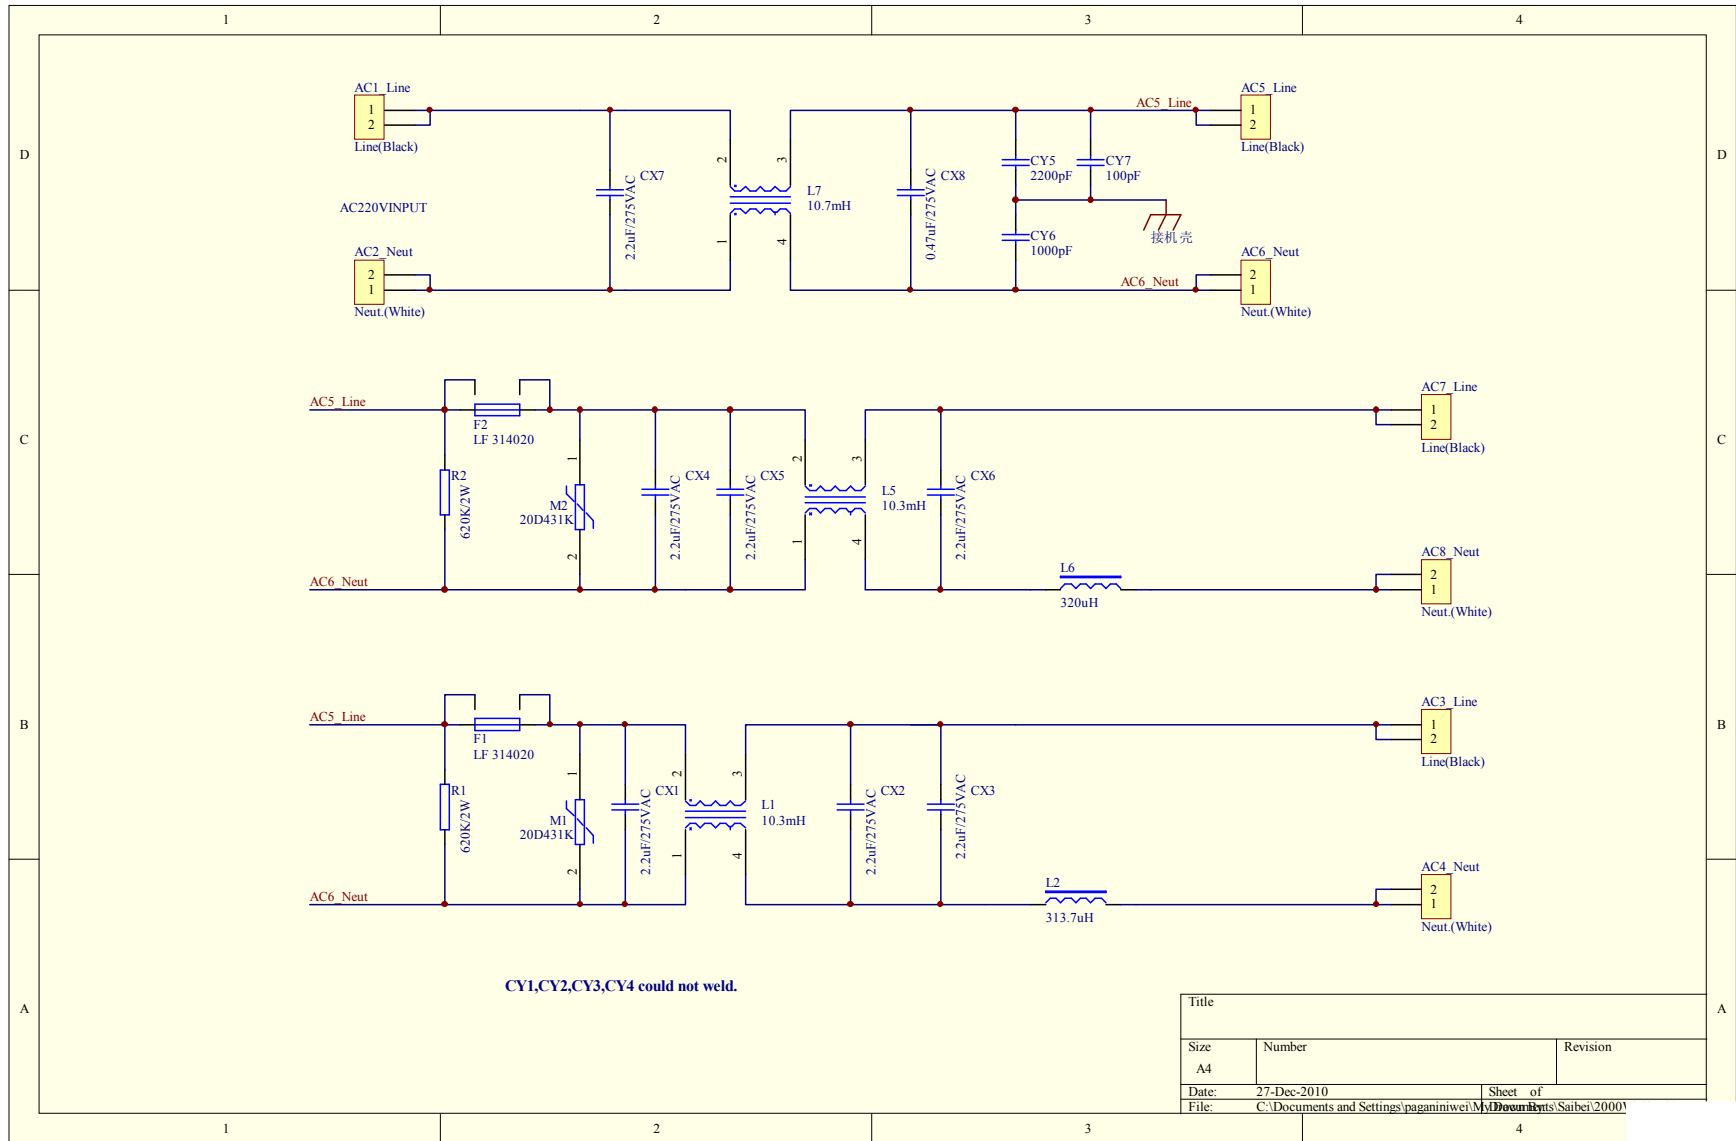 1 2 3 4
D
C
B
A
D
C
B
A
AC1_Line
1
2
Line(Black)
AC220VINPUT
AC2_Neut
2
1
Neut.(White)
CX7
2.2uF/275VAC
2
1
3
4
L7
10.7mH
CX8
0.47uF/275VAC
CY5
2200pF
CY7
100pF
CY6
1000pF
接机壳
AC5_Line
AC6_Neut
AC5_Line
1
2
Line(Black)
AC6_Neut
2
1
Neut.(White)
AC5_Line
F2
LF 314020
R2
620K/2W
1
M2
20D431K
2
CX4
2.2uF/275VAC
CX5
2.2uF/275VAC
2
1
3
4
L5
10.3mH
CX6
2.2uF/275VAC
L6
320uH
AC6_Neut
AC7_Line
1
2
Line(Black)
AC8_Neut
2
1
Neut.(White)
AC5_Line
F1
LF 314020
R1
620K/2W
1
M1
20D431K
2
CX1
2.2uF/275VAC
2
1
3
4
L1
10.3mH
CX2
2.2uF/275VAC
CX3
2.2uF/275VAC
L2
313.7uH
AC6_Neut
AC3_Line
1
2
Line(Black)
AC4_Neut
2
1
Neut.(White)
CY1,CY2,CY3,CY4 could not weld.
Title
Size Number Revision
A4
Date: 27-Dec-2010 Sheet of
File: C:\Documents and Settings\paganiniwei\My
1 2 3 4